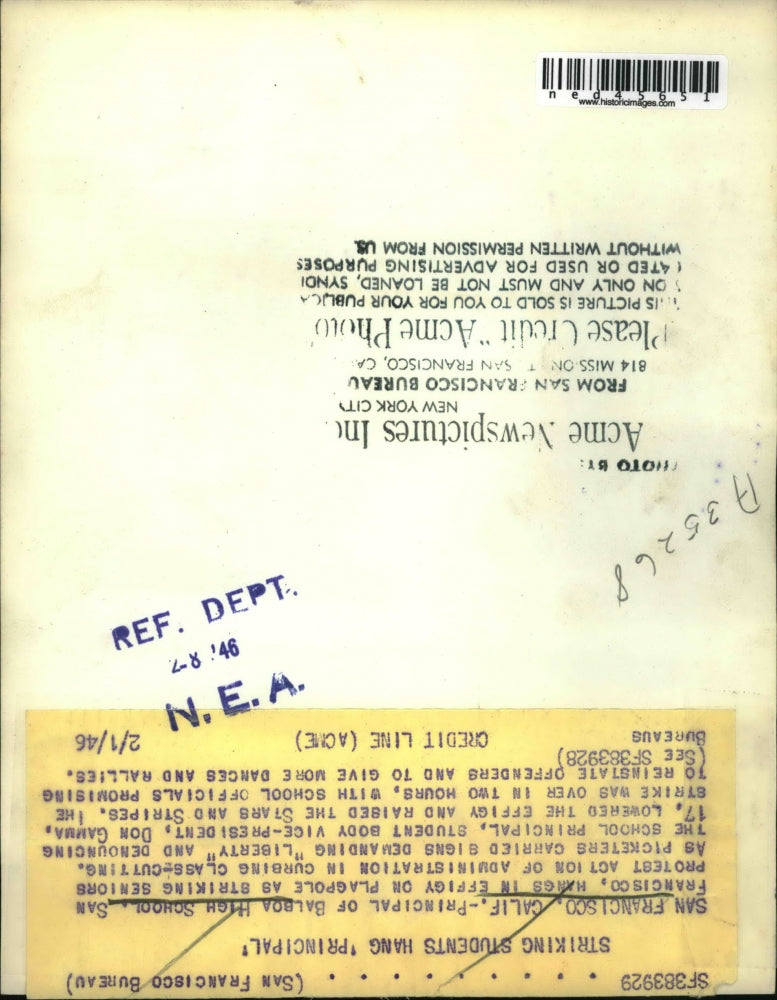 ned45651
www.historicimages.com
PHOTO BY:
Acme Newspictures Inc
NEW YORK CITY
FROM SAN FRANCISCO BUREAU
814 MISSION ST SAN FRANCISCO, CA
Please Credit "Acme Photo"
THIS PICTURE IS SOLD TO YOU FOR YOUR PUBLICA
ON ONLY AND MUST NOT BE LOANED, SYNDI
CATED OR USED FOR ADVERTISING PURPOSES
WITHOUT WRITTEN PERMISSION FROM US.
A 35268
REF. DEPT.
2-8 '46
N.E.A.
SF383929 . . . . . . . . (SAN FRANCISCO BUREAU)
STRIKING STUDENTS HANG 'PRINCIPAL'
SAN FRANCISCO, CALIF.-PRINCIPAL OF BALBOA HIGH SCHOOL, SAN
FRANCISCO, HANGS IN EFFIGY ON FLAGPOLE AS STRIKING SENIORS
PROTEST ACTION OF ADMINISTRATION IN CURBING CLASS-CUTTING.
AS PICKETERS CARRIED SIGNS DEMANDING "LIBERTY" AND DENOUNCING
THE SCHOOL PRINCIPAL, STUDENT BODY VICE-PRESIDENT, DON GAMMA,
17, LOWERED THE EFFIGY AND RAISED THE STARS AND STRIPES. THE
STRIKE WAS OVER IN TWO HOURS, WITH SCHOOL OFFICIALS PROMISING
TO REINSTATE OFFENDERS AND TO GIVE MORE DANCES AND RALLIES.
(SEE SF383928)
BUREAUS CREDIT LINE (ACME) 2/1/46